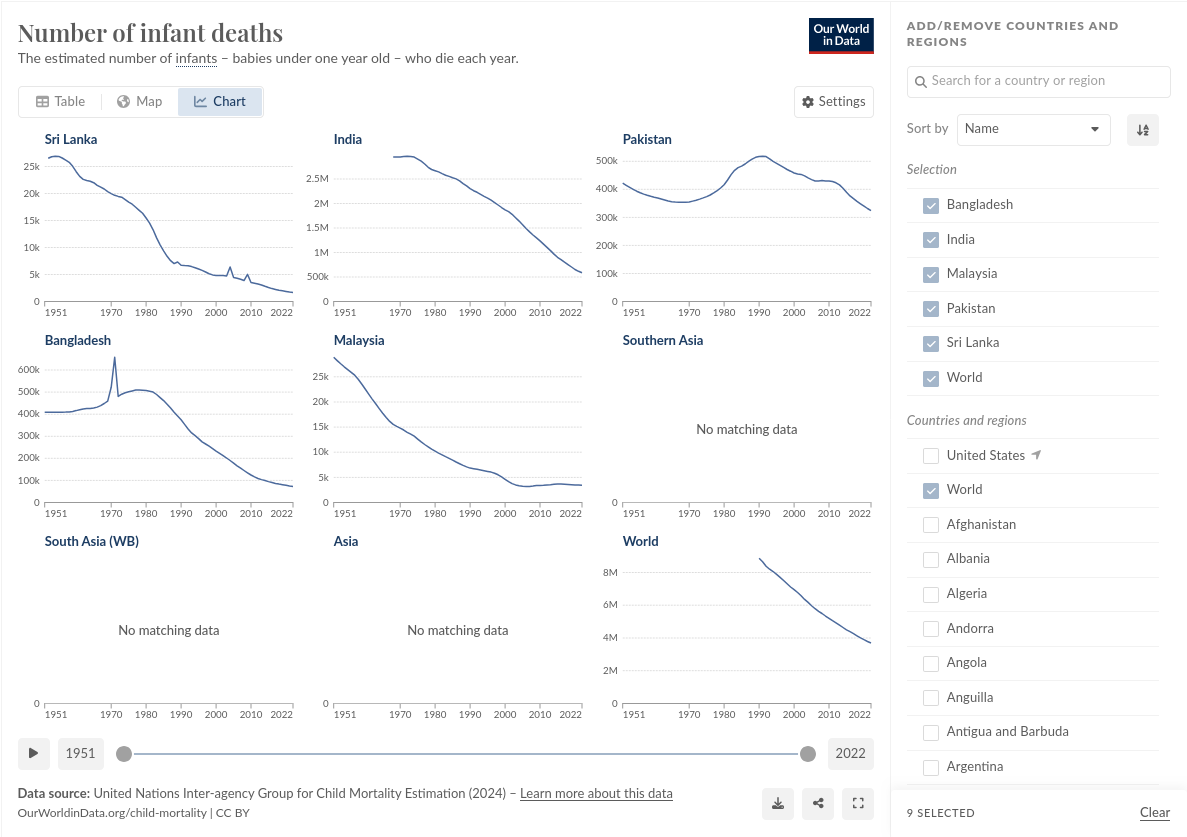 Number of infant deaths
The estimated number of infants – babies under one year old – who die each year.
Our World
in Data
Table
Map
Chart
Settings
Sri Lanka
25k
20k
15k
10k
5k
0
1951 1970 1980 1990 2000 2010 2022
India
2.5M
2M
1.5M
1M
500k
0
1951 1970 1980 1990 2000 2010 2022
Pakistan
500k
400k
300k
200k
100k
0
1951 1970 1980 1990 2000 2010 2022
Bangladesh
600k
500k
400k
300k
200k
100k
0
1951 1970 1980 1990 2000 2010 2022
Malaysia
25k
20k
15k
10k
5k
0
1951 1970 1980 1990 2000 2010 2022
Southern Asia
No matching data
0
1951 1970 1980 1990 2000 2010 2022
South Asia (WB)
No matching data
0
1951 1970 1980 1990 2000 2010 2022
Asia
No matching data
0
1951 1970 1980 1990 2000 2010 2022
World
8M
6M
4M
2M
0
1951 1970 1980 1990 2000 2010 2022
1951
2022
Data source: United Nations Inter-agency Group for Child Mortality Estimation (2024) – Learn more about this data
OurWorldinData.org/child-mortality | CC BY
ADD/REMOVE COUNTRIES AND
REGIONS
Search for a country or region
Sort by
Name
Selection
Bangladesh
India
Malaysia
Pakistan
Sri Lanka
World
Countries and regions
United States
World
Afghanistan
Albania
Algeria
Andorra
Angola
Anguilla
Antigua and Barbuda
Argentina
9 SELECTED
Clear